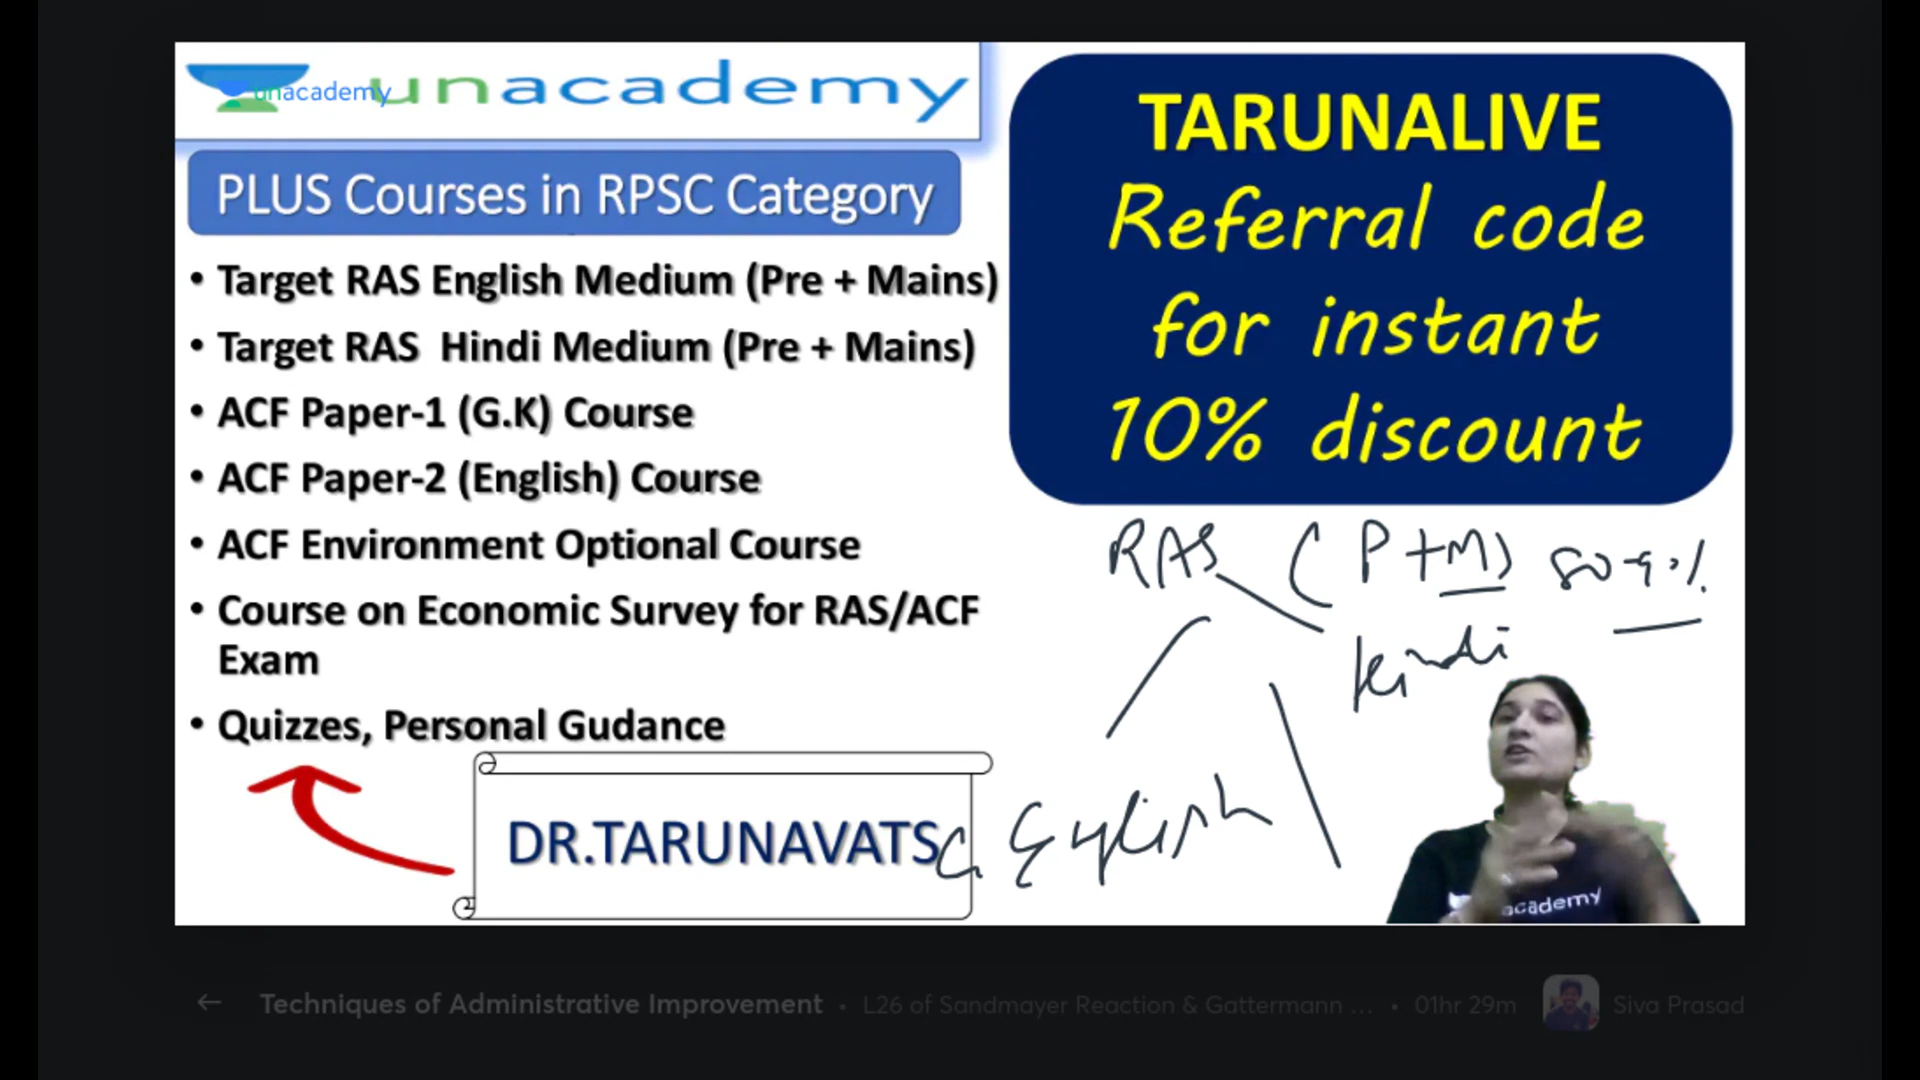 unacademy
unacademy
PLUS Courses in RPSC Category
• Target RAS English Medium (Pre + Mains)
• Target RAS Hindi Medium (Pre + Mains)
• ACF Paper-1 (G.K) Course
• ACF Paper-2 (English) Course
• ACF Environment Optional Course
• Course on Economic Survey for RAS/ACF
Exam
• Quizzes, Personal Gudance
DR.TARUNAVATS
TARUNALIVE
Referral code
for instant
10% discount
RAS (P+M) 80-90%
Hindi
English
academy
← Techniques of Administrative Improvement • L26 of Sandmayer Reaction & Gattermann ... • 01hr 29m Siva Prasad